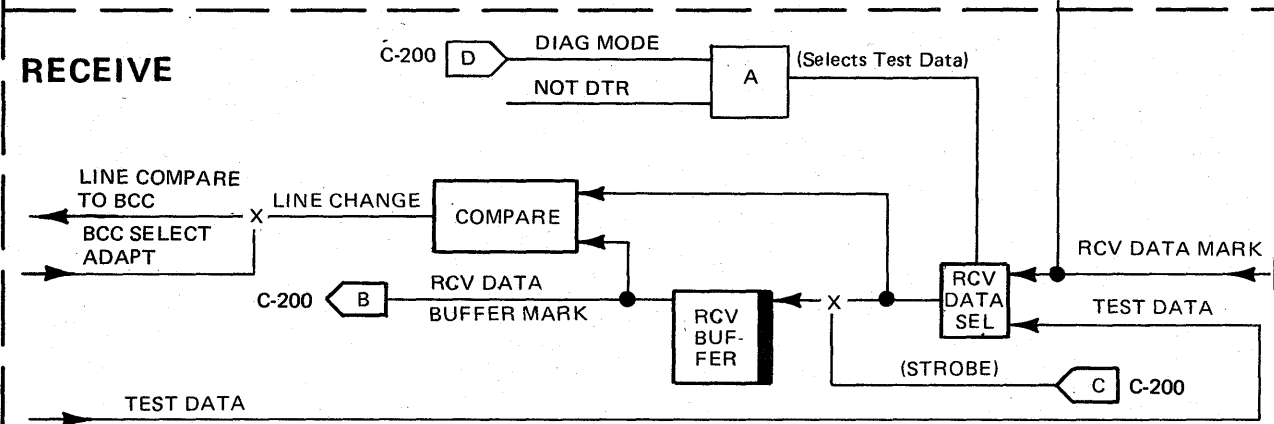 RECEIVE
C-200 D DIAG MODE
NOT DTR
A
(Selects Test Data)
LINE COMPARE
TO BCC
X
LINE CHANGE
COMPARE
BCC SELECT
ADAPT
C-200 B
RCV DATA
BUFFER MARK
RCV
BUF-
FER
X
RCV
DATA
SEL
RCV DATA MARK
TEST DATA
(STROBE)
C C-200
TEST DATA